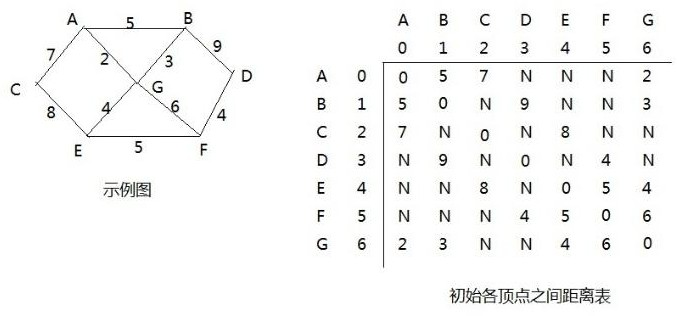 A 5 B
7 2 3 9
C G D
8 4 6 4
E 5 F
示例图
A B C D E F G
0 1 2 3 4 5 6
A 0 0 5 7 N N N 2
B 1 5 0 N 9 N N 3
C 2 7 N 0 N 8 N N
D 3 N 9 N 0 N 4 N
E 4 N N 8 N 0 5 4
F 5 N N N 4 5 0 6
G 6 2 3 N N 4 6 0
初始各顶点之间距离表